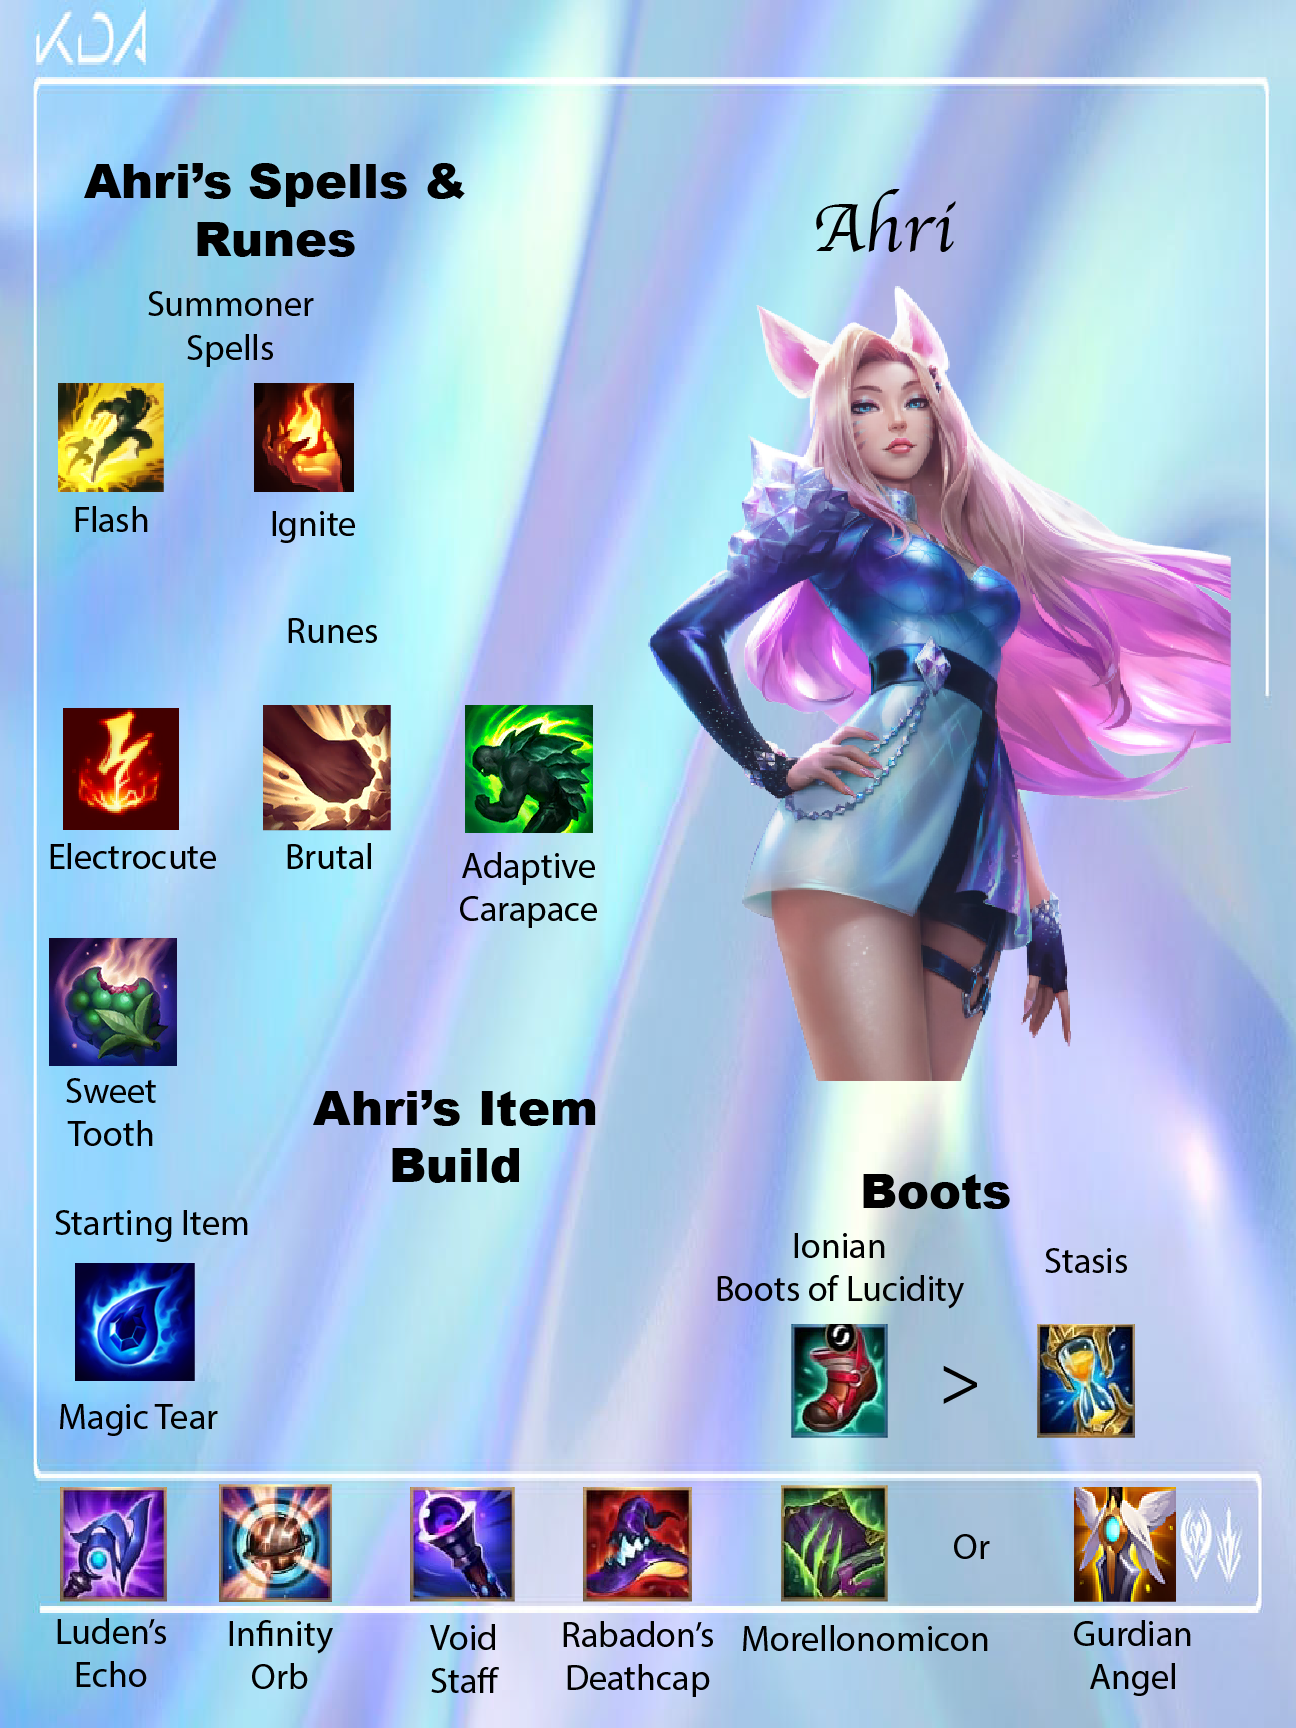 KDA
Ahri’s Spells &
Runes
Ahri
Summoner
Spells
Flash
Ignite
Runes
Electrocute
Brutal
Adaptive
Carapace
Sweet
Tooth
Ahri’s Item
Build
Starting Item
Magic Tear
Boots
Ionian
Boots of Lucidity
Stasis
>
Or
Luden’s
Echo
Infinity
Orb
Void
Staff
Rabadon’s
Deathcap
Morellonomicon
Gurdian
Angel